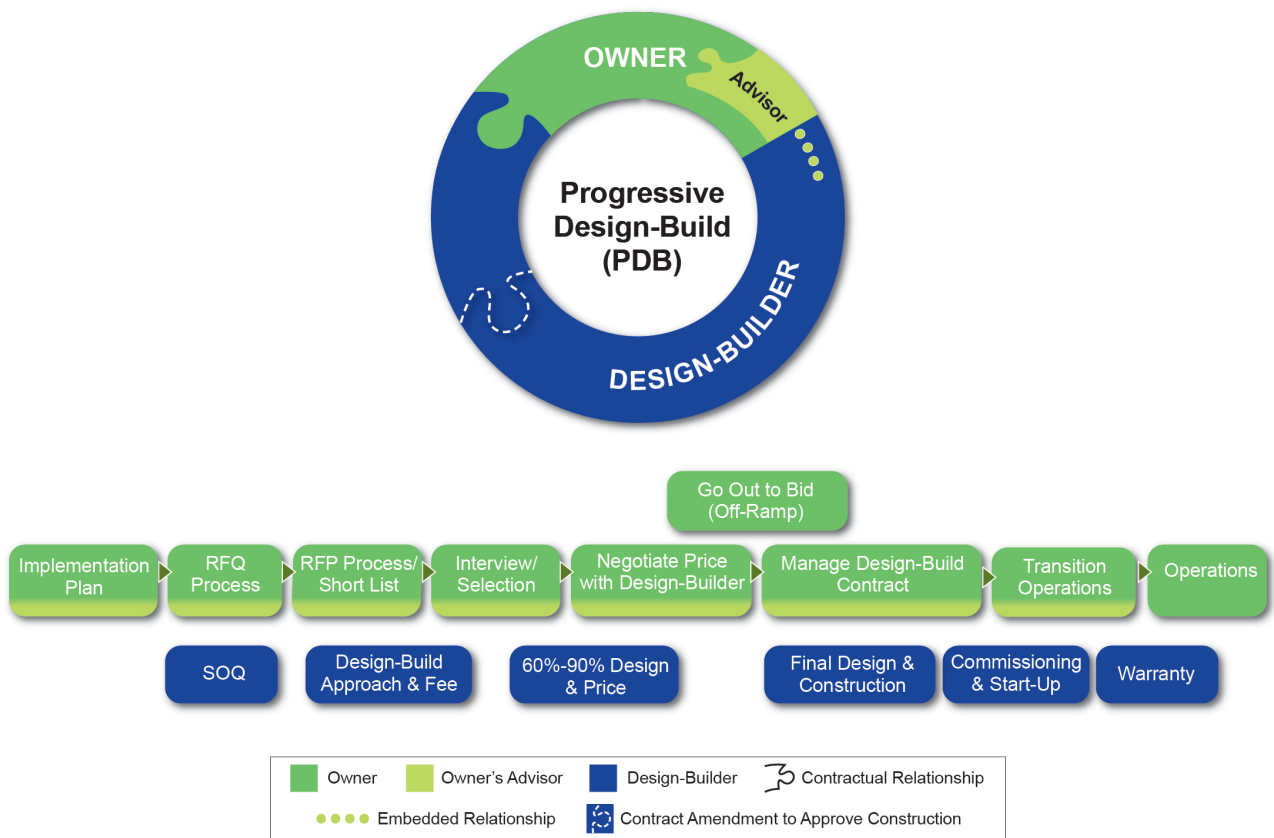 OWNER
Advisor
Progressive
Design-Build
(PDB)
DESIGN-BUILDER
Go Out to Bid
(Off-Ramp)
Implementation
Plan
RFQ
Process
RFP Process/
Short List
Interview/
Selection
Negotiate Price
with Design-Builder
Manage Design-Build
Contract
Transition
Operations
Operations
SOQ
Design-Build
Approach & Fee
60%-90% Design
& Price
Final Design &
Construction
Commissioning
& Start-Up
Warranty
Owner
Owner's Advisor
Design-Builder
Contractual Relationship
Embedded Relationship
Contract Amendment to Approve Construction